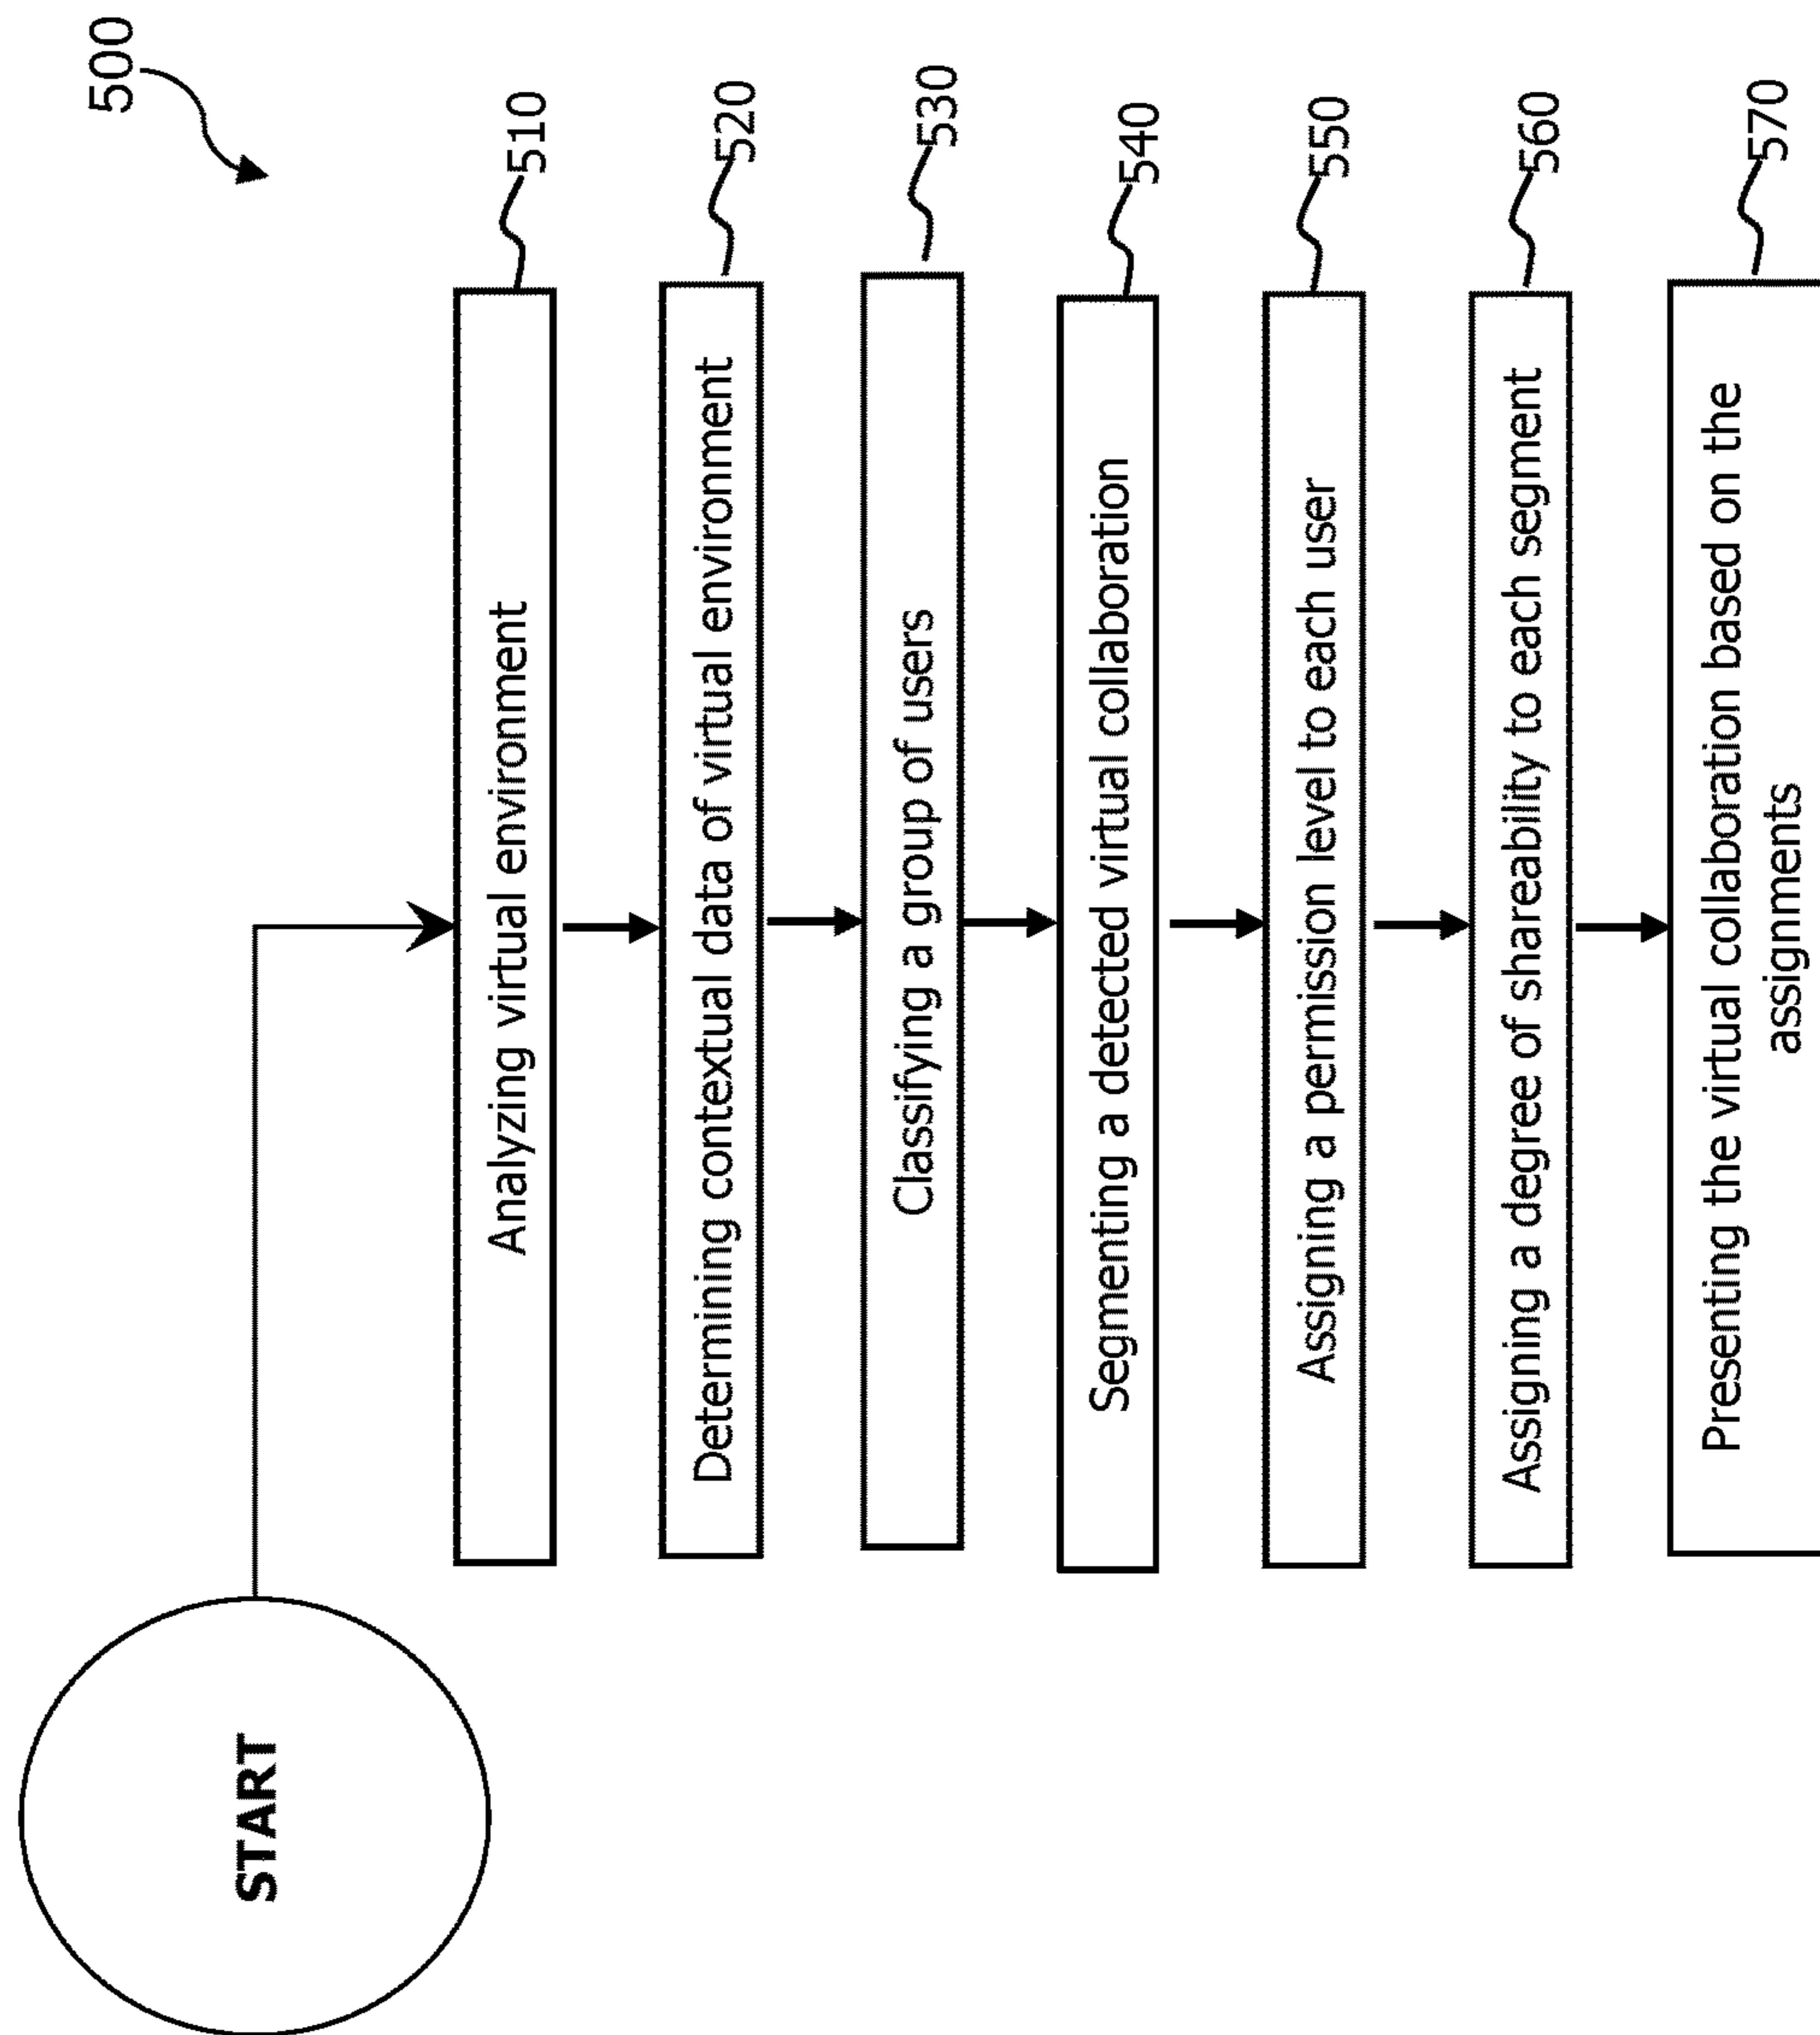 500
START
Analyzing virtual environment
510
Determining contextual data of virtual environment
520
Classifying a group of users
530
Segmenting a detected virtual collaboration
540
Assigning a permission level to each user
550
Assigning a degree of shareability to each segment
560
Presenting the virtual collaboration based on the
assignments
570